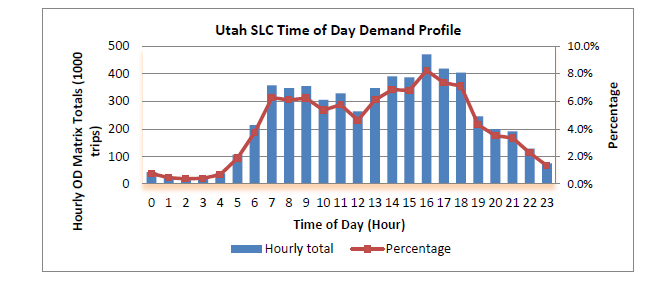 Utah SLC Time of Day Demand Profile
500 10.0%
400 8.0%
300 6.0%
200 4.0%
100 2.0%
0 0.0%
Hourly OD Matrix Totals (1000
trips)
Percentage
0 1 2 3 4 5 6 7 8 9 10 11 12 13 14 15 16 17 18 19 20 21 22 23
Time of Day (Hour)
Hourly total Percentage